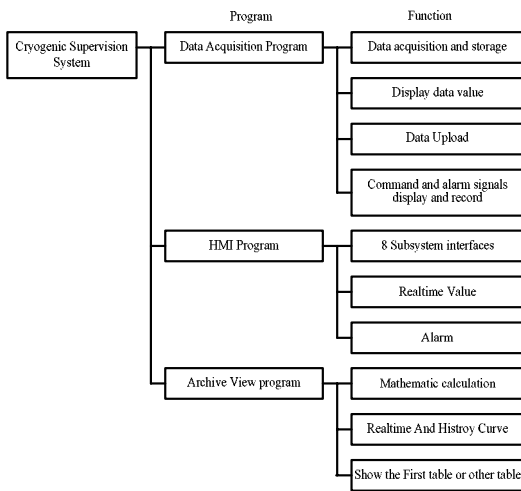 Program
Function
Cryogenic Supervision
System
Data Acquisition Program
Data acquisition and storage
Display data value
Data Upload
Command and alarm signals
display and record
HMI Program
8 Subsystem interfaces
Realtime Value
Alarm
Archive View program
Mathematic calculation
Realtime And Histroy Curve
Show the First table or other table